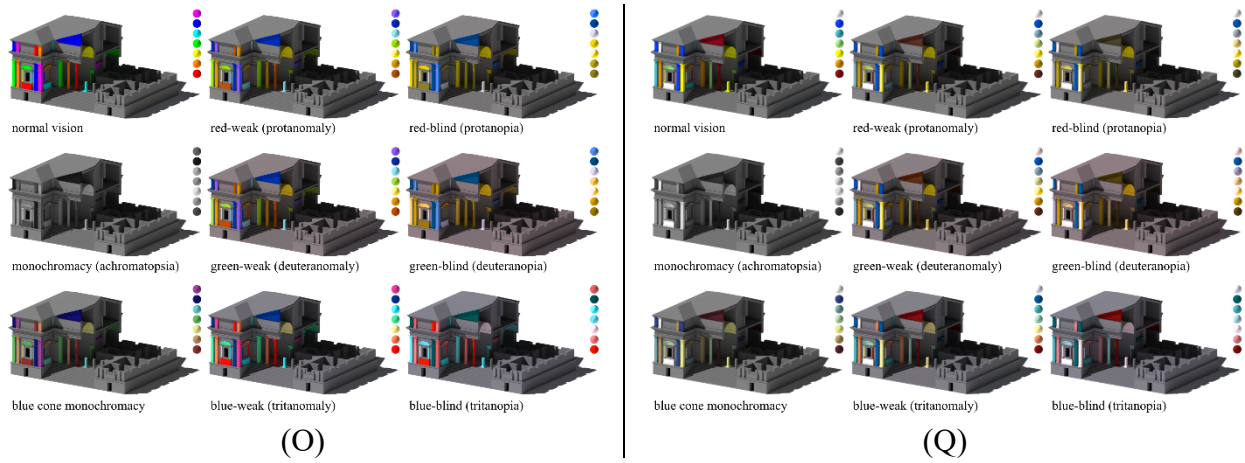 normal vision
red-weak (protanomaly)
red-blind (protanopia)
monochromacy (achromatopsia)
green-weak (deuteranomaly)
green-blind (deuteranopia)
blue cone monochromacy
blue-weak (tritanomaly)
blue-blind (tritanopia)
(O)
normal vision
red-weak (protanomaly)
red-blind (protanopia)
monochromacy (achromatopsia)
green-weak (deuteranomaly)
green-blind (deuteranopia)
blue cone monochromacy
blue-weak (tritanomaly)
blue-blind (tritanopia)
(Q)